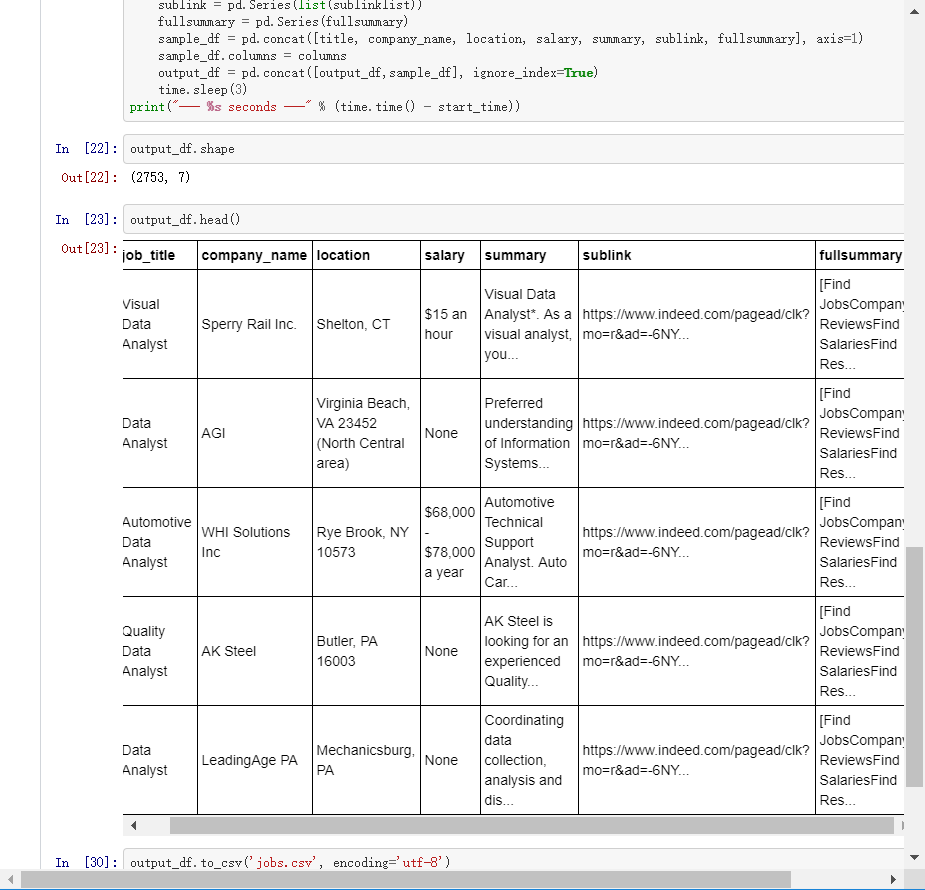 sublink = pd.Series(list(sublinklist))
fullsummary = pd.Series(fullsummary)
sample_df = pd.concat([title, company_name, location, salary, summary, sublink, fullsummary], axis=1)
sample_df.columns = columns
output_df = pd.concat([output_df,sample_df], ignore_index=True)
time.sleep(3)
print("--- %s seconds ---" % (time.time() - start_time))
In [22]: output_df.shape
Out[22]: (2753, 7)
In [23]: output_df.head()
Out[23]:
job_title company_name location salary summary sublink fullsummary
Visual
Data
Analyst
Sperry Rail Inc.
Shelton, CT
$15 an
hour
Visual Data
Analyst*. As a
visual analyst,
you...
https://www.indeed.com/pagead/clk?
mo=r&ad=-6NY...
[Find
JobsCompany
ReviewsFind
SalariesFind
Res...
Data
Analyst
AGI
Virginia Beach,
VA 23452
(North Central
area)
None
Preferred
understanding
of Information
Systems...
https://www.indeed.com/pagead/clk?
mo=r&ad=-6NY...
[Find
JobsCompany
ReviewsFind
SalariesFind
Res...
Automotive
Data
Analyst
WHI Solutions
Inc
Rye Brook, NY
10573
$68,000
-
$78,000
a year
Automotive
Technical
Support
Analyst. Auto
Car...
https://www.indeed.com/pagead/clk?
mo=r&ad=-6NY...
[Find
JobsCompany
ReviewsFind
SalariesFind
Res...
Quality
Data
Analyst
AK Steel
Butler, PA
16003
None
AK Steel is
looking for an
experienced
Quality...
https://www.indeed.com/pagead/clk?
mo=r&ad=-6NY...
[Find
JobsCompany
ReviewsFind
SalariesFind
Res...
Data
Analyst
LeadingAge PA
Mechanicsburg,
PA
None
Coordinating
data
collection,
analysis and
dis...
https://www.indeed.com/pagead/clk?
mo=r&ad=-6NY...
[Find
JobsCompany
ReviewsFind
SalariesFind
Res...
In [30]: output_df.to_csv('jobs.csv', encoding='utf-8')